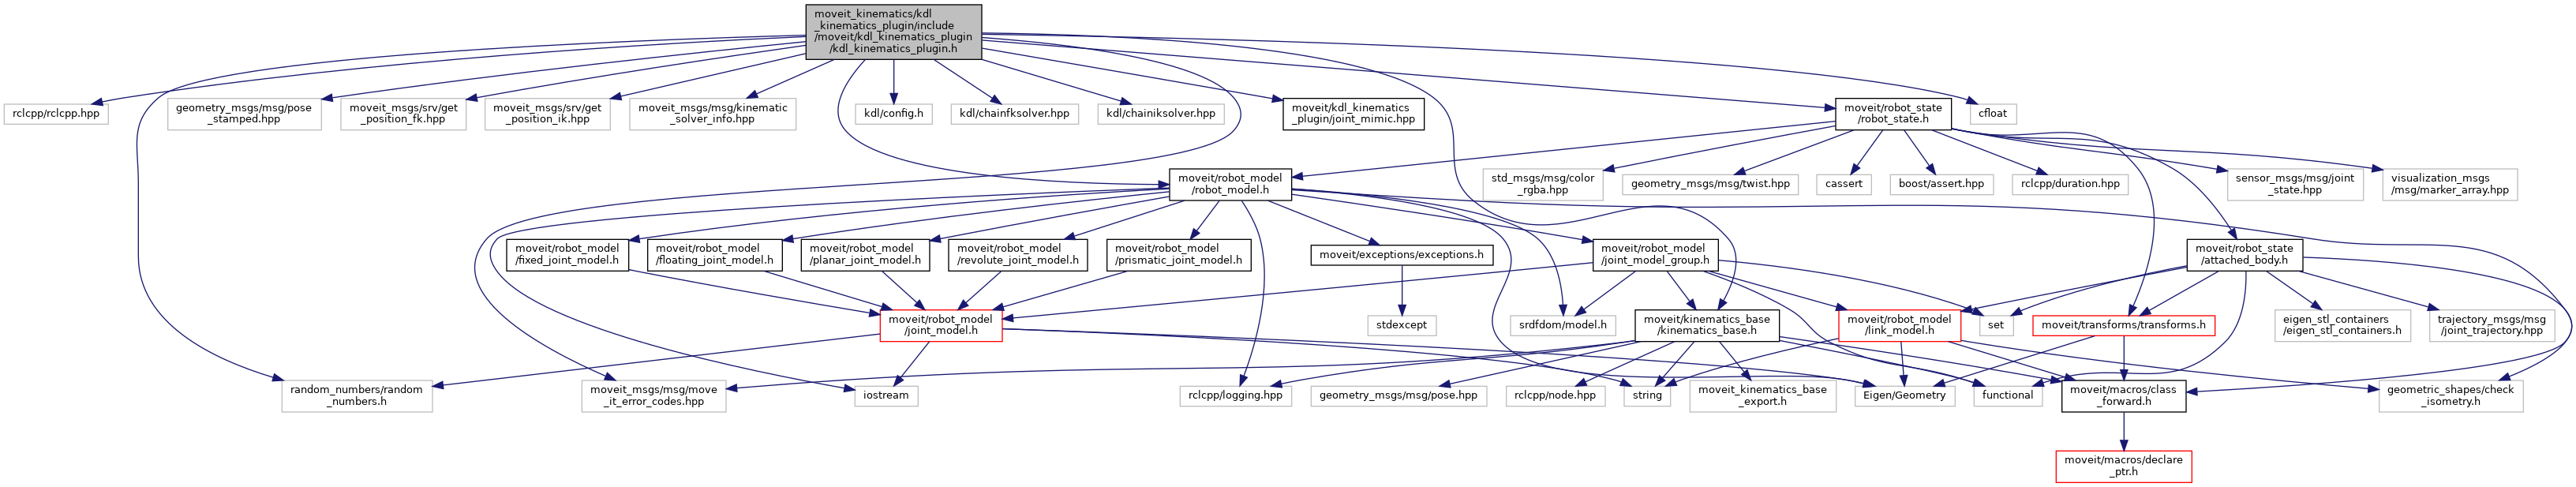 moveit_kinematics/kdl
_kinematics_plugin/include
/moveit/kdl_kinematics_plugin
/kdl_kinematics_plugin.h
rclcpp/rclcpp.hpp
geometry_msgs/msg/pose
_stamped.hpp
moveit_msgs/srv/get
_position_fk.hpp
moveit_msgs/srv/get
_position_ik.hpp
moveit_msgs/msg/kinematic
_solver_info.hpp
kdl/config.h
kdl/chainfksolver.hpp
kdl/chainiksolver.hpp
moveit/kdl_kinematics
_plugin/joint_mimic.hpp
moveit/robot_state
/robot_state.h
cfloat
moveit/robot_model
/robot_model.h
std_msgs/msg/color
_rgba.hpp
geometry_msgs/msg/twist.hpp
cassert
boost/assert.hpp
rclcpp/duration.hpp
sensor_msgs/msg/joint
_state.hpp
visualization_msgs
/msg/marker_array.hpp
moveit/robot_model
/fixed_joint_model.h
moveit/robot_model
/floating_joint_model.h
moveit/robot_model
/planar_joint_model.h
moveit/robot_model
/revolute_joint_model.h
moveit/robot_model
/prismatic_joint_model.h
moveit/exceptions/exceptions.h
moveit/robot_model
/joint_model_group.h
moveit/robot_state
/attached_body.h
moveit/robot_model
/joint_model.h
stdexcept
srdfdom/model.h
moveit/kinematics_base
/kinematics_base.h
moveit/robot_model
/link_model.h
set
moveit/transforms/transforms.h
eigen_stl_containers
/eigen_stl_containers.h
trajectory_msgs/msg
/joint_trajectory.hpp
random_numbers/random
_numbers.h
moveit_msgs/msg/move
_it_error_codes.hpp
iostream
rclcpp/logging.hpp
geometry_msgs/msg/pose.hpp
rclcpp/node.hpp
string
moveit_kinematics_base
_export.h
Eigen/Geometry
functional
moveit/macros/class
_forward.h
geometric_shapes/check
_isometry.h
moveit/macros/declare
_ptr.h